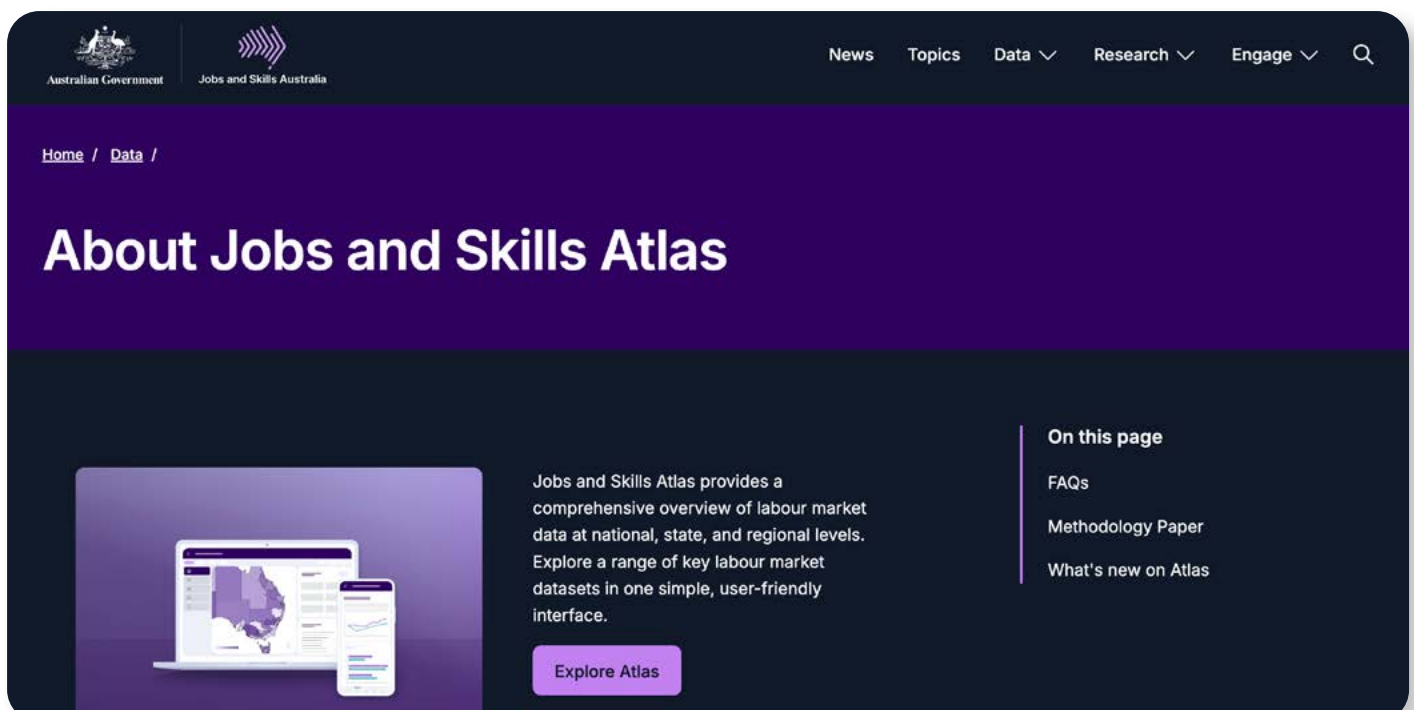 Australian Government
Jobs and Skills Australia
News
Topics
Data
Research
Engage
Home / Data /
About Jobs and Skills Atlas
Jobs and Skills Atlas provides a
comprehensive overview of labour market
data at national, state, and regional levels.
Explore a range of key labour market
datasets in one simple, user-friendly
interface.
Explore Atlas
On this page
FAQs
Methodology Paper
What's new on Atlas